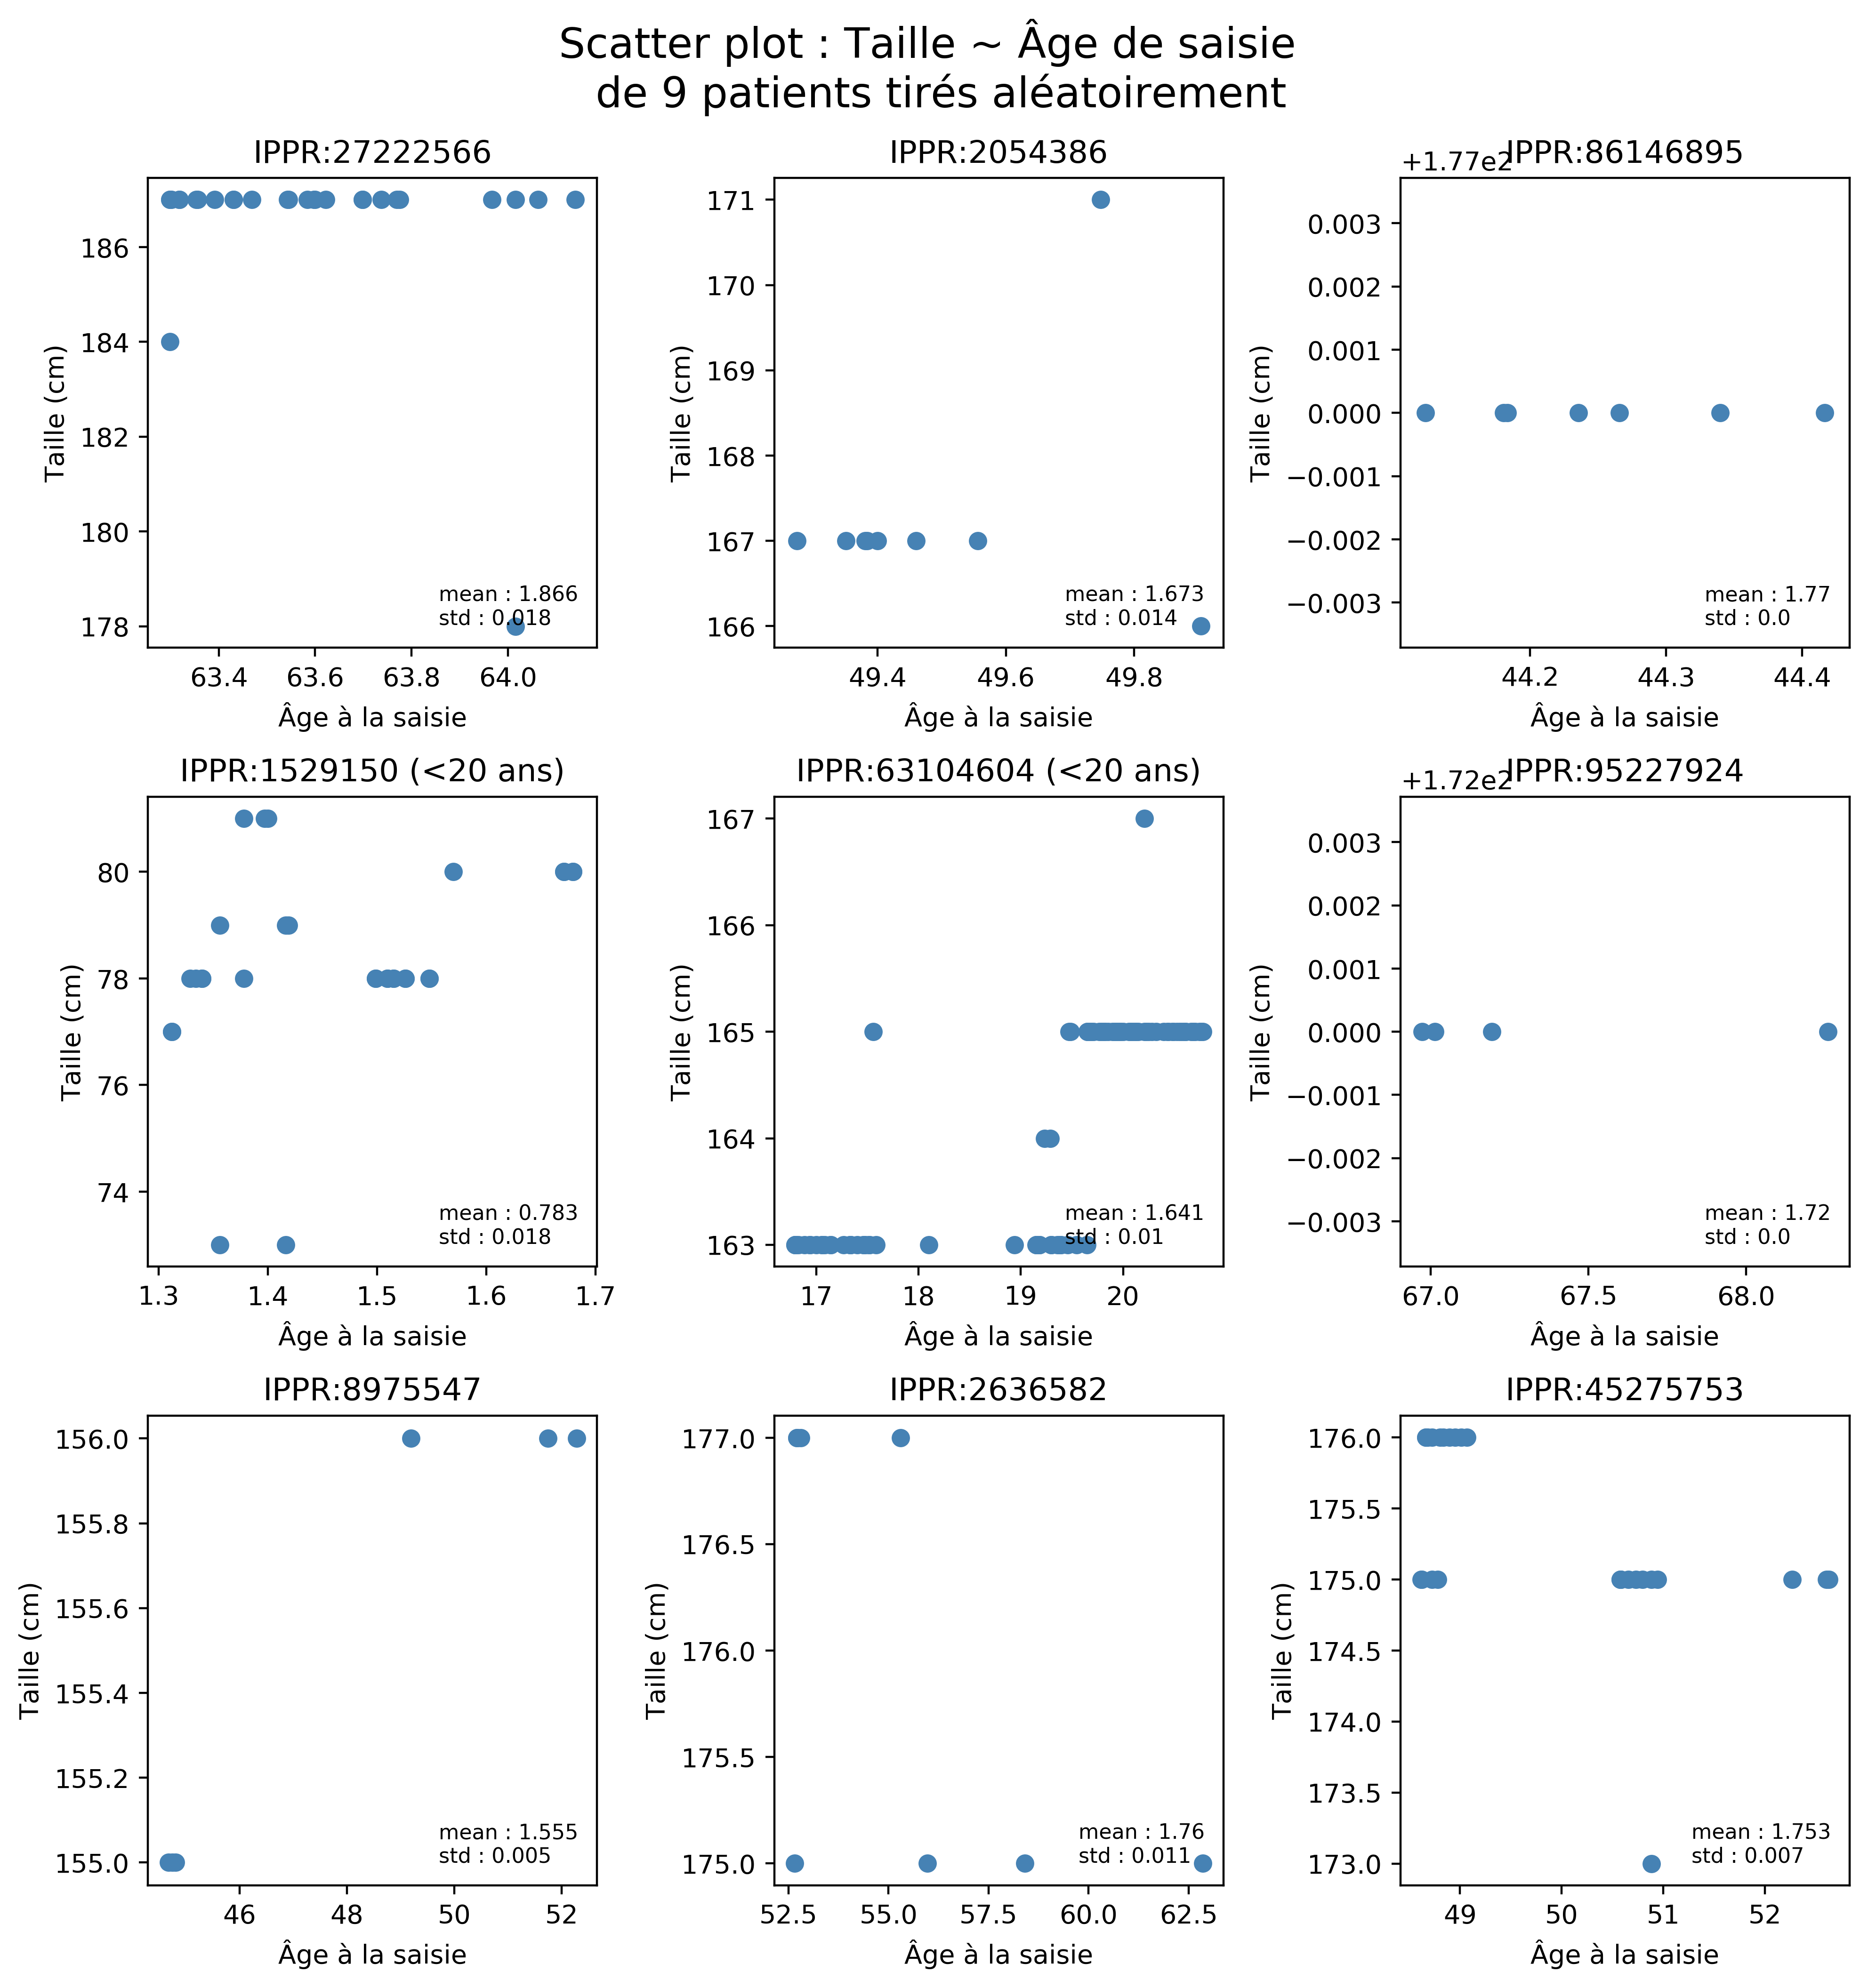 Scatter plot : Taille ~ Âge de saisie
de 9 patients tirés aléatoirement
IPPR:27222566
186
184
182
180
178
Taille (cm)
mean : 1.866
std : 0.018
63.4 63.6 63.8 64.0
Âge à la saisie
IPPR:2054386
171
170
169
168
167
166
Taille (cm)
mean : 1.673
std : 0.014
49.4 49.6 49.8
Âge à la saisie
+1.77e2
IPPR:86146895
0.003
0.002
0.001
0.000
−0.001
−0.002
−0.003
Taille (cm)
mean : 1.77
std : 0.0
44.2 44.3 44.4
Âge à la saisie
IPPR:1529150 (<20 ans)
80
78
76
74
Taille (cm)
mean : 0.783
std : 0.018
1.3 1.4 1.5 1.6 1.7
Âge à la saisie
IPPR:63104604 (<20 ans)
167
166
165
164
163
Taille (cm)
mean : 1.641
std : 0.01
17 18 19 20
Âge à la saisie
+1.72e2
IPPR:95227924
0.003
0.002
0.001
0.000
−0.001
−0.002
−0.003
Taille (cm)
mean : 1.72
std : 0.0
67.0 67.5 68.0
Âge à la saisie
IPPR:8975547
156.0
155.8
155.6
155.4
155.2
155.0
Taille (cm)
mean : 1.555
std : 0.005
46 48 50 52
Âge à la saisie
IPPR:2636582
177.0
176.5
176.0
175.5
175.0
Taille (cm)
mean : 1.76
std : 0.011
52.5 55.0 57.5 60.0 62.5
Âge à la saisie
IPPR:45275753
176.0
175.5
175.0
174.5
174.0
173.5
173.0
Taille (cm)
mean : 1.753
std : 0.007
49 50 51 52
Âge à la saisie